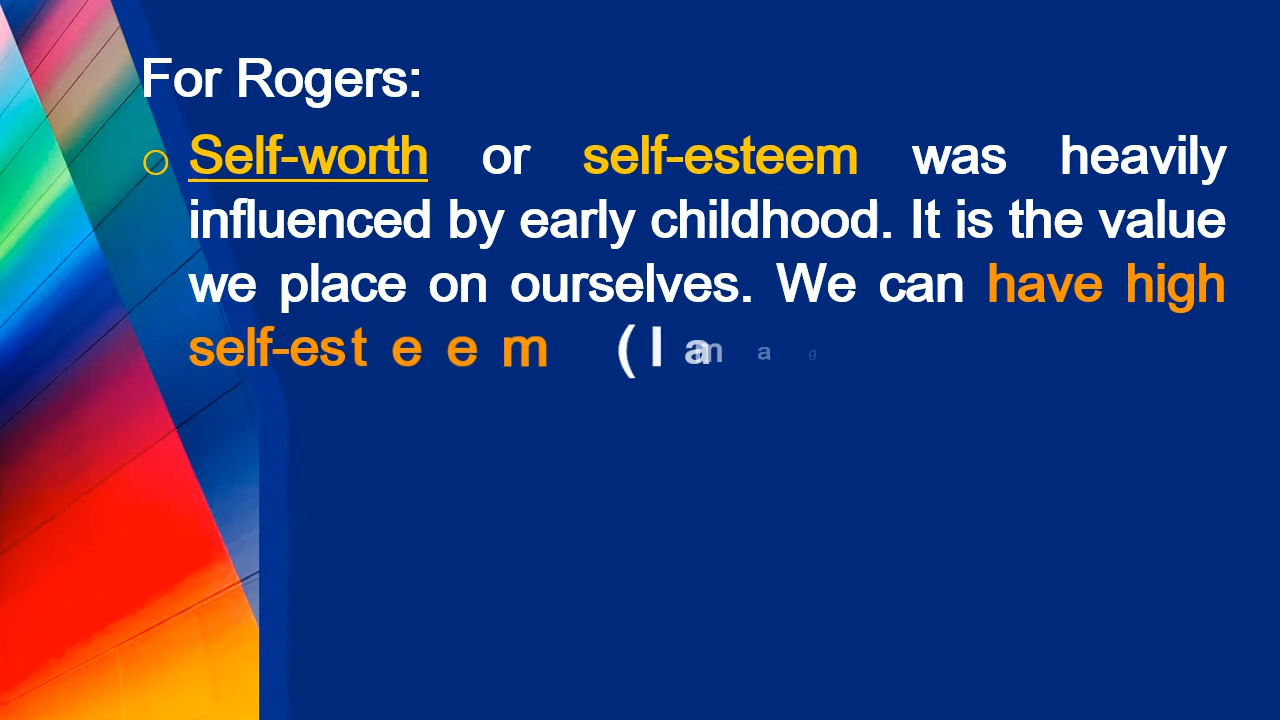 For Rogers:
Self-worth or self-esteem was heavily
influenced by early childhood. It is the value
we place on ourselves. We can have high
self-esteem (I am a g